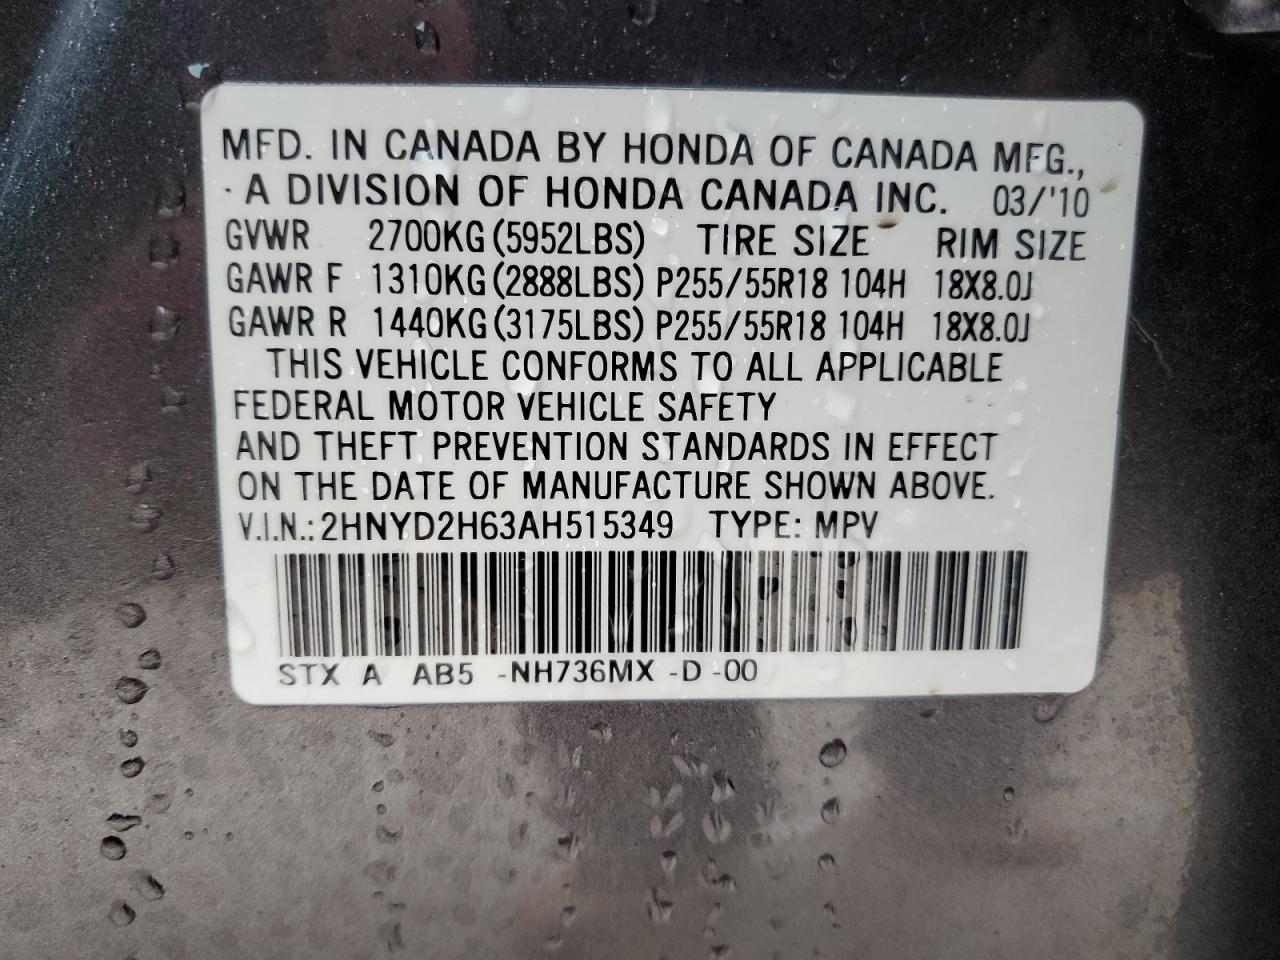 MFD. IN CANADA BY HONDA OF CANADA MFG.,
· A DIVISION OF HONDA CANADA INC. 03/'10
GVWR 2700KG (5952LBS) TIRE SIZE RIM SIZE
GAWR F 1310KG (2888LBS) P255/55R18 104H 18X8.0J
GAWR R 1440KG (3175LBS) P255/55R18 104H 18X8.0J
THIS VEHICLE CONFORMS TO ALL APPLICABLE
FEDERAL MOTOR VEHICLE SAFETY
AND THEFT PREVENTION STANDARDS IN EFFECT
ON THE DATE OF MANUFACTURE SHOWN ABOVE.
V.I.N.: 2HNYD2H63AH515349 TYPE: MPV
STX A AB5 -NH736MX -D -00